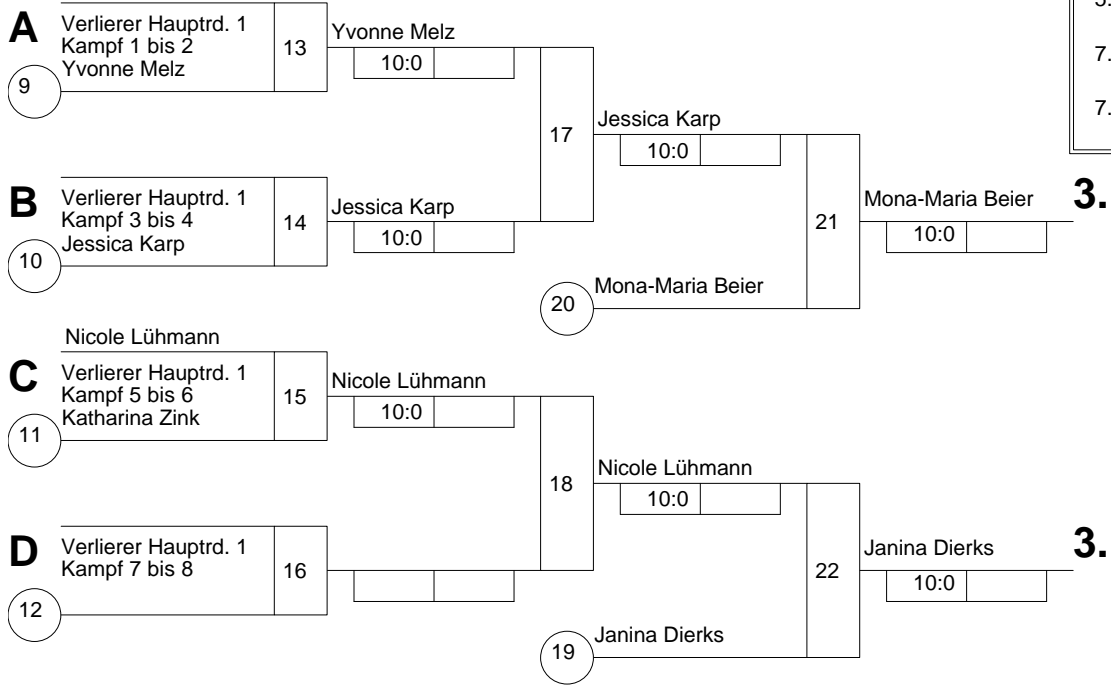 5.
7.
7.
A
Verlierer Hauptrd. 1
Kampf 1 bis 2
Yvonne Melz
9
13
Yvonne Melz
10:0
17
Jessica Karp
10:0
B
Verlierer Hauptrd. 1
Kampf 3 bis 4
Jessica Karp
10
14
Jessica Karp
10:0
21
Mona-Maria Beier
10:0
3.
20
Mona-Maria Beier
Nicole Lühmann
C
Verlierer Hauptrd. 1
Kampf 5 bis 6
Katharina Zink
11
15
Nicole Lühmann
10:0
18
Nicole Lühmann
10:0
D
Verlierer Hauptrd. 1
Kampf 7 bis 8
12
16
22
Janina Dierks
10:0
3.
19
Janina Dierks